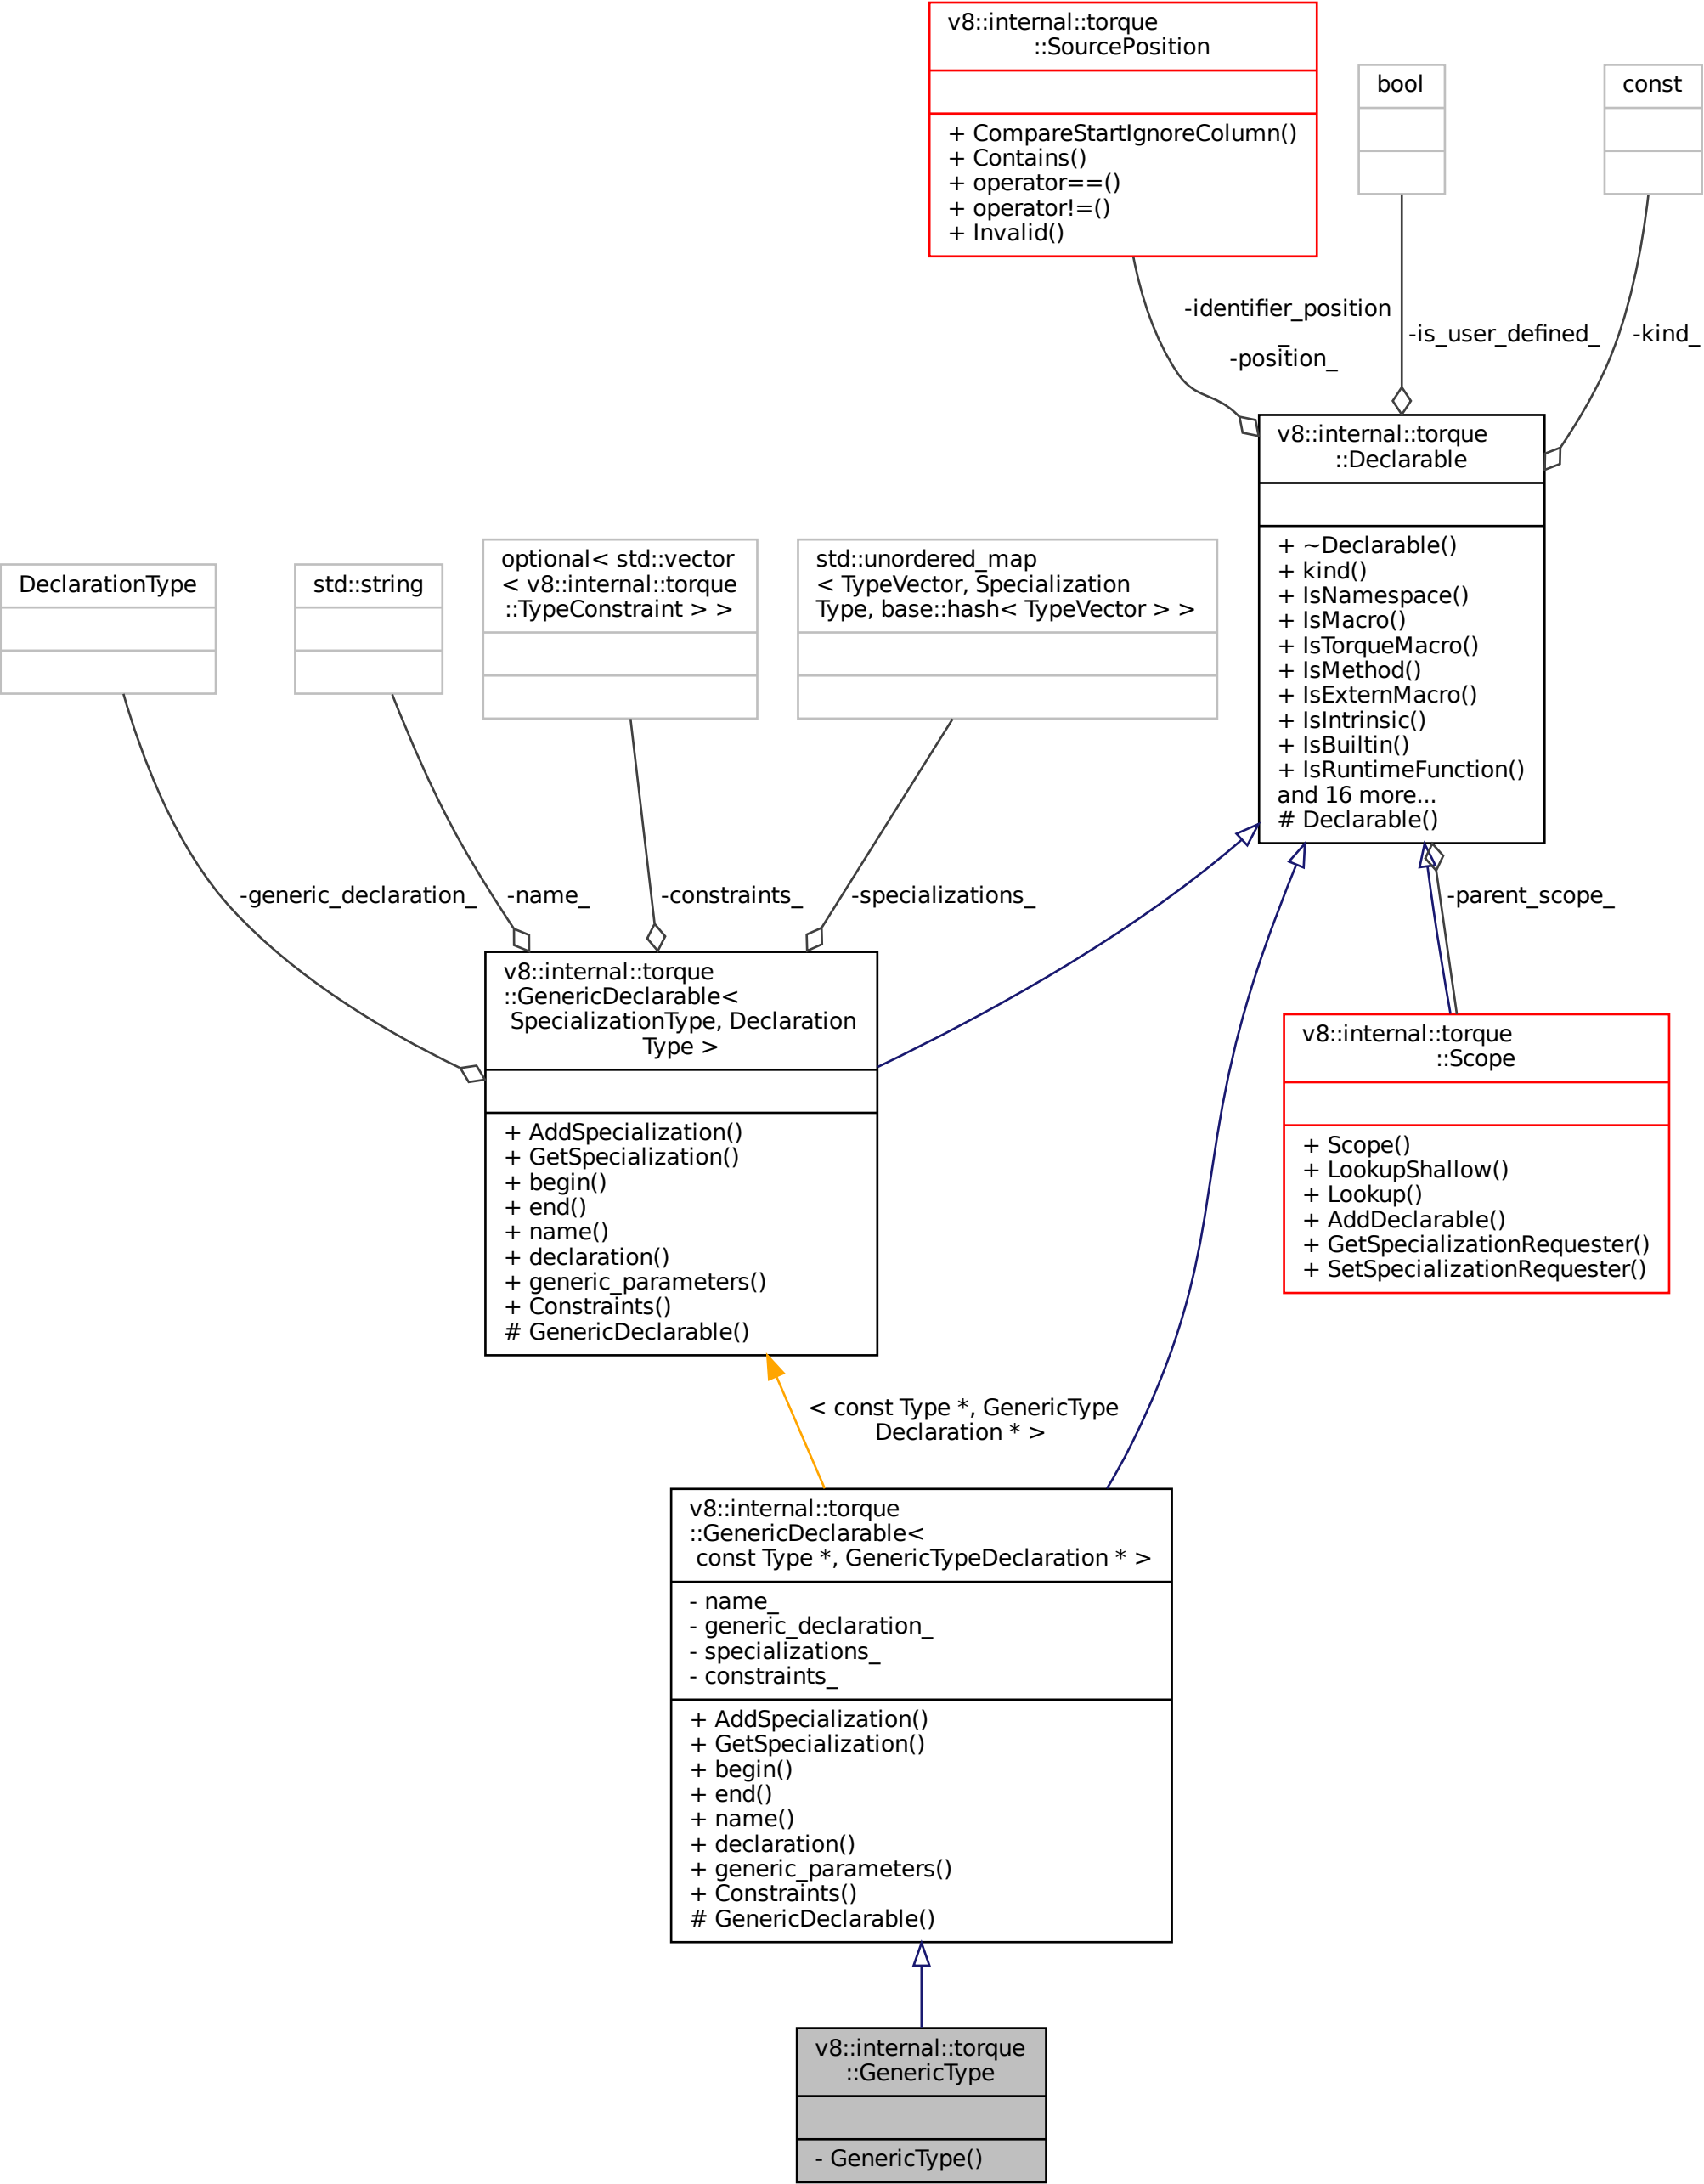 v8::internal::torque
::SourcePosition
+ CompareStartIgnoreColumn()
+ Contains()
+ operator==()
+ operator!=()
+ Invalid()
bool
const
-identifier_position
_
-position_
-is_user_defined_
-kind_
v8::internal::torque
::Declarable
+ ~Declarable()
+ kind()
+ IsNamespace()
+ IsMacro()
+ IsTorqueMacro()
+ IsMethod()
+ IsExternMacro()
+ IsIntrinsic()
+ IsBuiltin()
+ IsRuntimeFunction()
and 16 more...
# Declarable()
DeclarationType
std::string
optional< std::vector
< v8::internal::torque
::TypeConstraint > >
std::unordered_map
< TypeVector, Specialization
Type, base::hash< TypeVector > >
-generic_declaration_
-name_
-constraints_
-specializations_
-parent_scope_
v8::internal::torque
::GenericDeclarable<
SpecializationType, Declaration
Type >
+ AddSpecialization()
+ GetSpecialization()
+ begin()
+ end()
+ name()
+ declaration()
+ generic_parameters()
+ Constraints()
# GenericDeclarable()
v8::internal::torque
::Scope
+ Scope()
+ LookupShallow()
+ Lookup()
+ AddDeclarable()
+ GetSpecializationRequester()
+ SetSpecializationRequester()
< const Type *, GenericType
Declaration * >
v8::internal::torque
::GenericDeclarable<
const Type *, GenericTypeDeclaration * >
- name_
- generic_declaration_
- specializations_
- constraints_
+ AddSpecialization()
+ GetSpecialization()
+ begin()
+ end()
+ name()
+ declaration()
+ generic_parameters()
+ Constraints()
# GenericDeclarable()
v8::internal::torque
::GenericType
- GenericType()